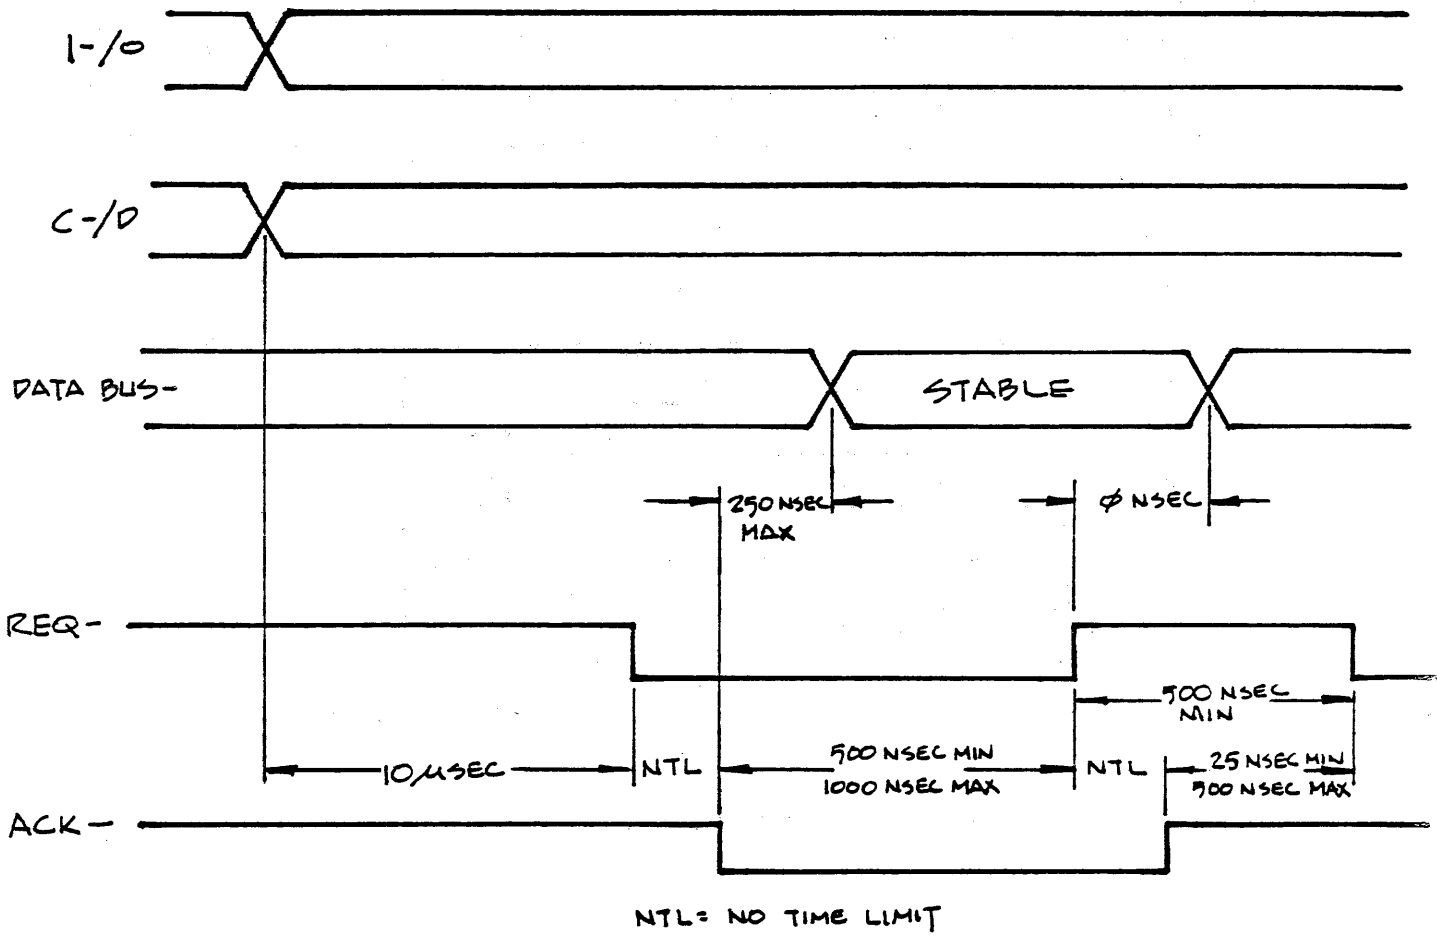 I-/O
C-/D
DATA BUS-
STABLE
250 NSEC
MAX
Ø NSEC
REQ-
500 NSEC
MIN
10 µSEC
NTL
500 NSEC MIN
1000 NSEC MAX
NTL
25 NSEC MIN
500 NSEC MAX
ACK-
NTL= NO TIME LIMIT